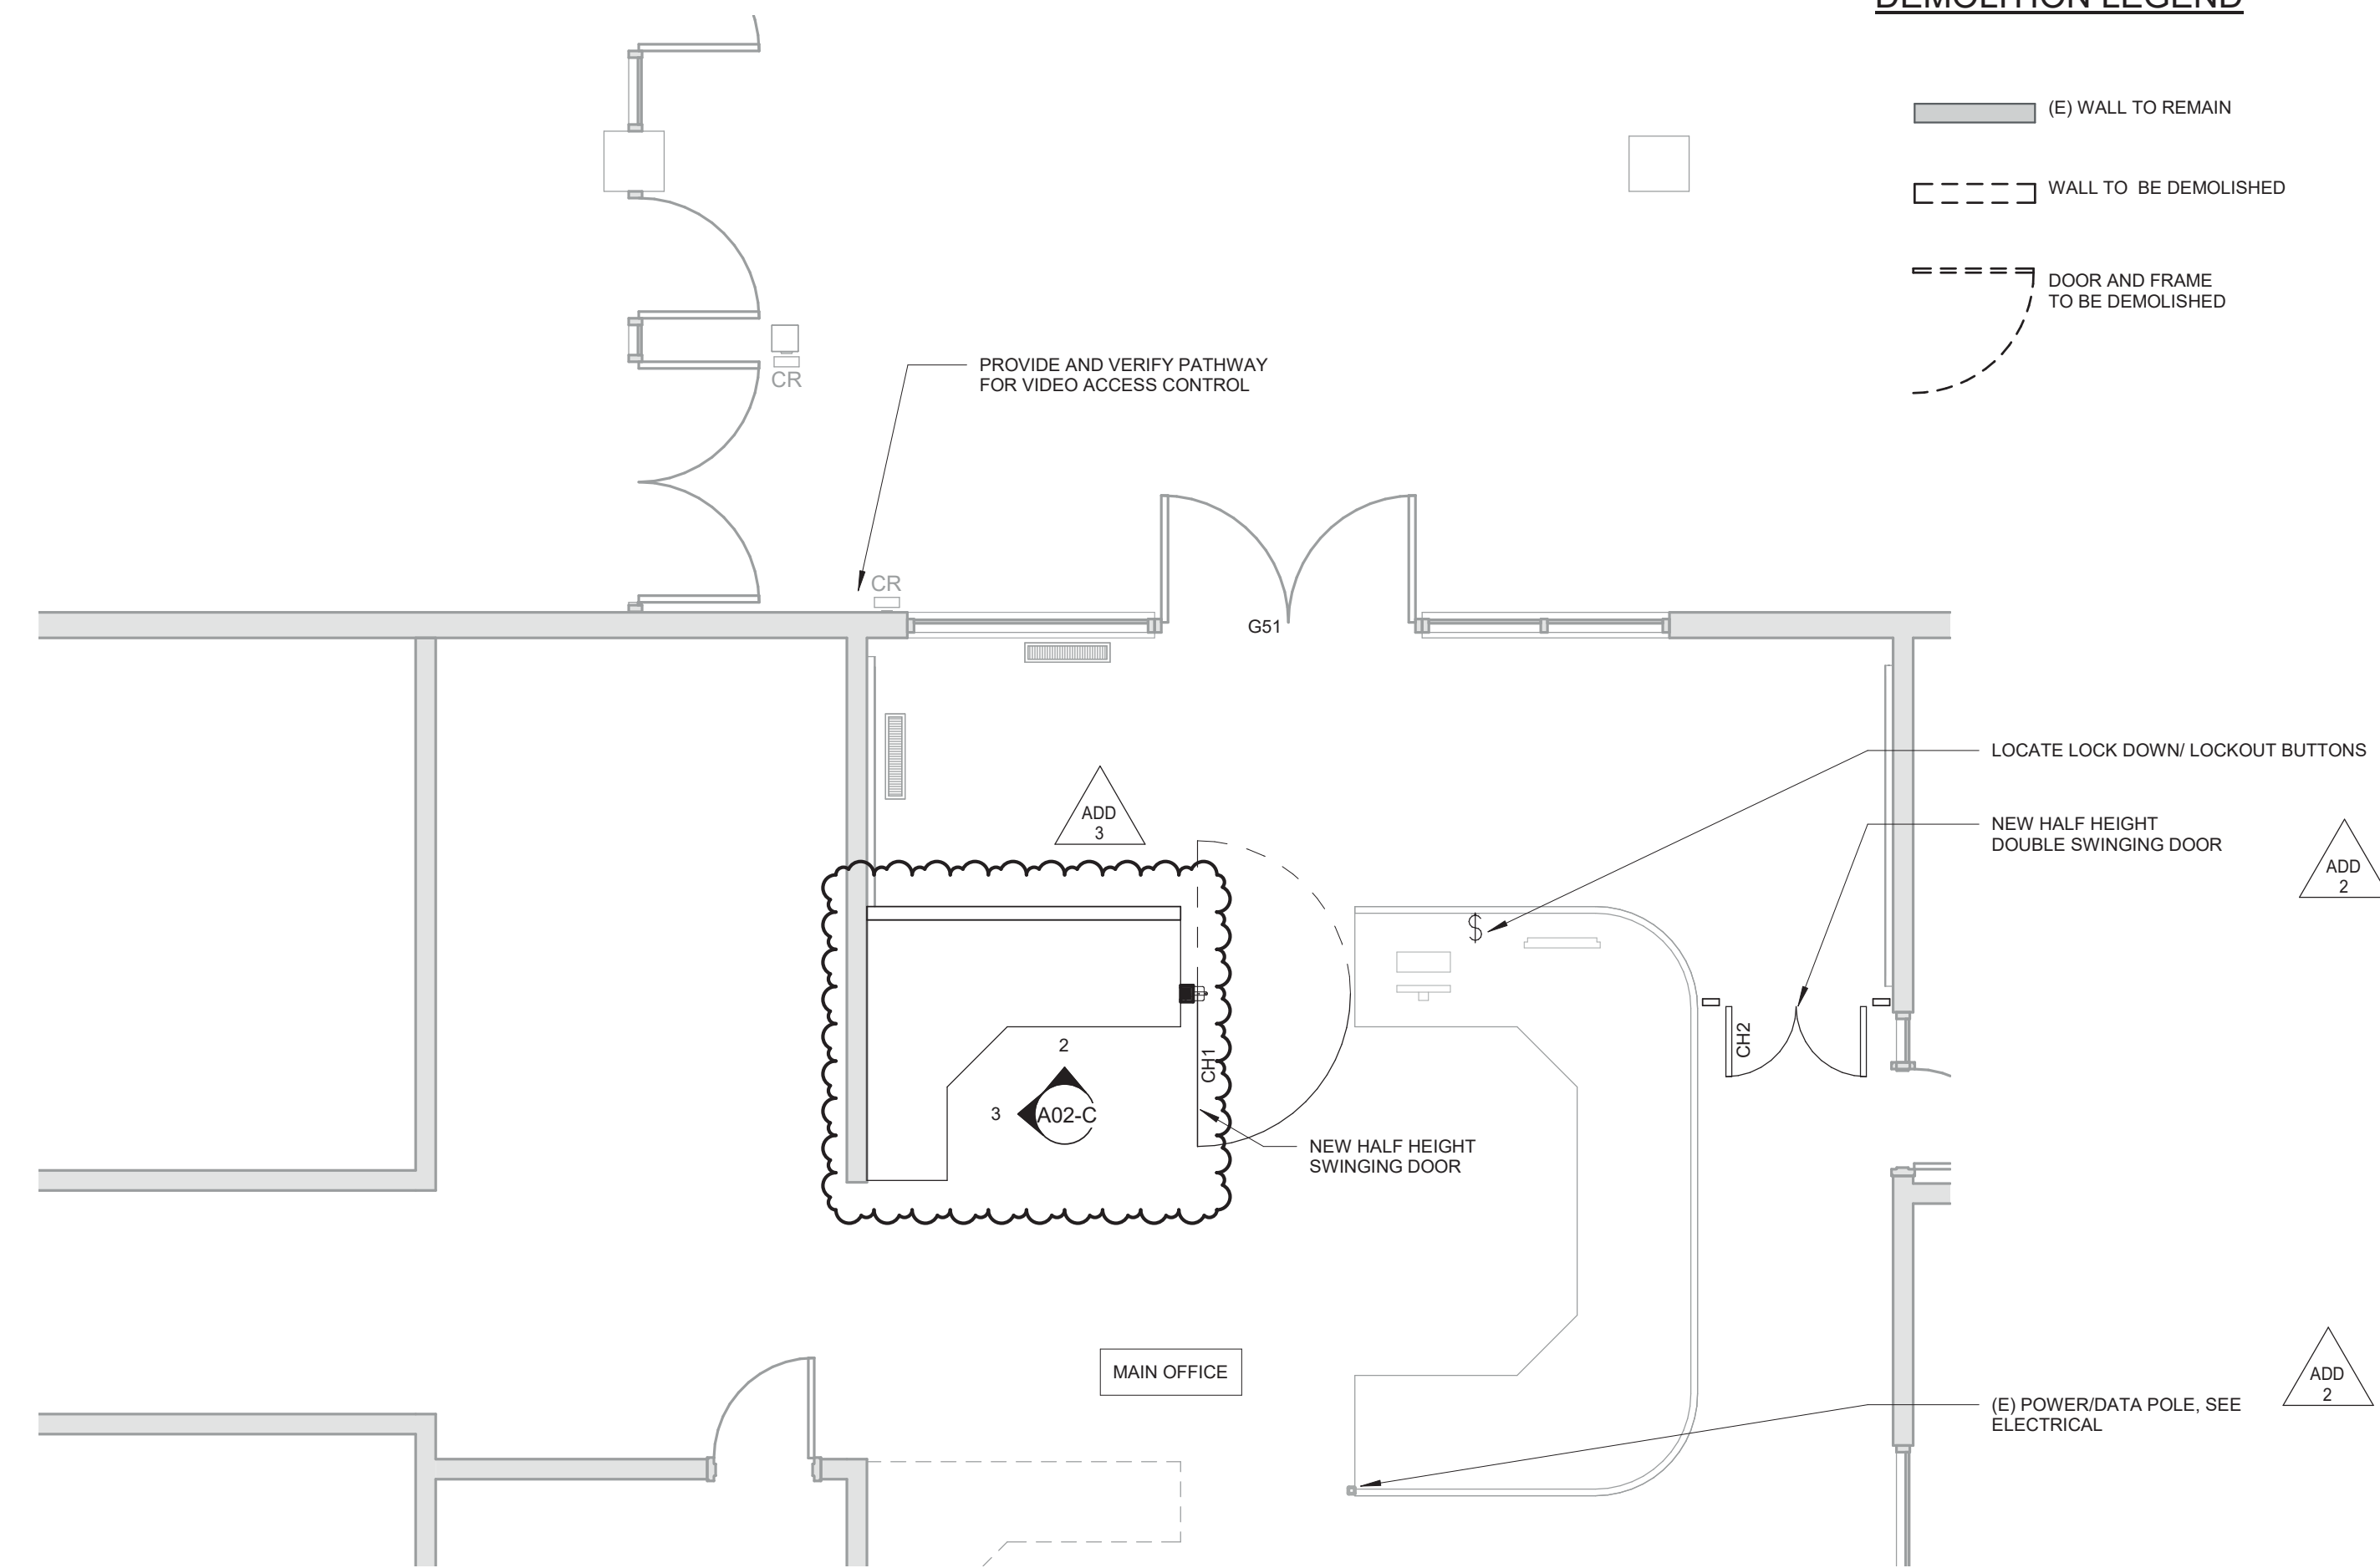 DEMOLITION LEGEND
(E) WALL TO REMAIN
WALL TO BE DEMOLISHED
DOOR AND FRAME
TO BE DEMOLISHED
CR
PROVIDE AND VERIFY PATHWAY
FOR VIDEO ACCESS CONTROL
CR
G51
LOCATE LOCK DOWN/ LOCKOUT BUTTONS
ADD
3
NEW HALF HEIGHT
DOUBLE SWINGING DOOR
ADD
2
$
CH2
2
CH1
3
A02-C
NEW HALF HEIGHT
SWINGING DOOR
MAIN OFFICE
ADD
2
(E) POWER/DATA POLE, SEE
ELECTRICAL